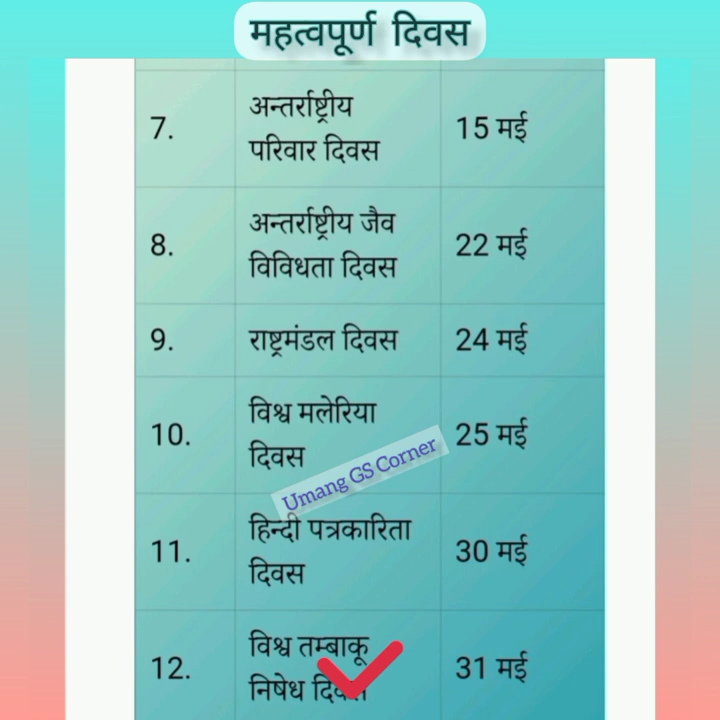 महत्वपूर्ण दिवस
7.
अन्तर्राष्ट्रीय
परिवार दिवस
15 मई
8.
अन्तर्राष्ट्रीय जैव
विविधता दिवस
22 मई
9.
राष्ट्रमंडल दिवस
24 मई
10.
विश्व मलेरिया
दिवस
25 मई
Umang GS Corner
11.
हिन्दी पत्रकारिता
दिवस
30 मई
12.
विश्व तम्बाकू
निषेध दिवस
31 मई